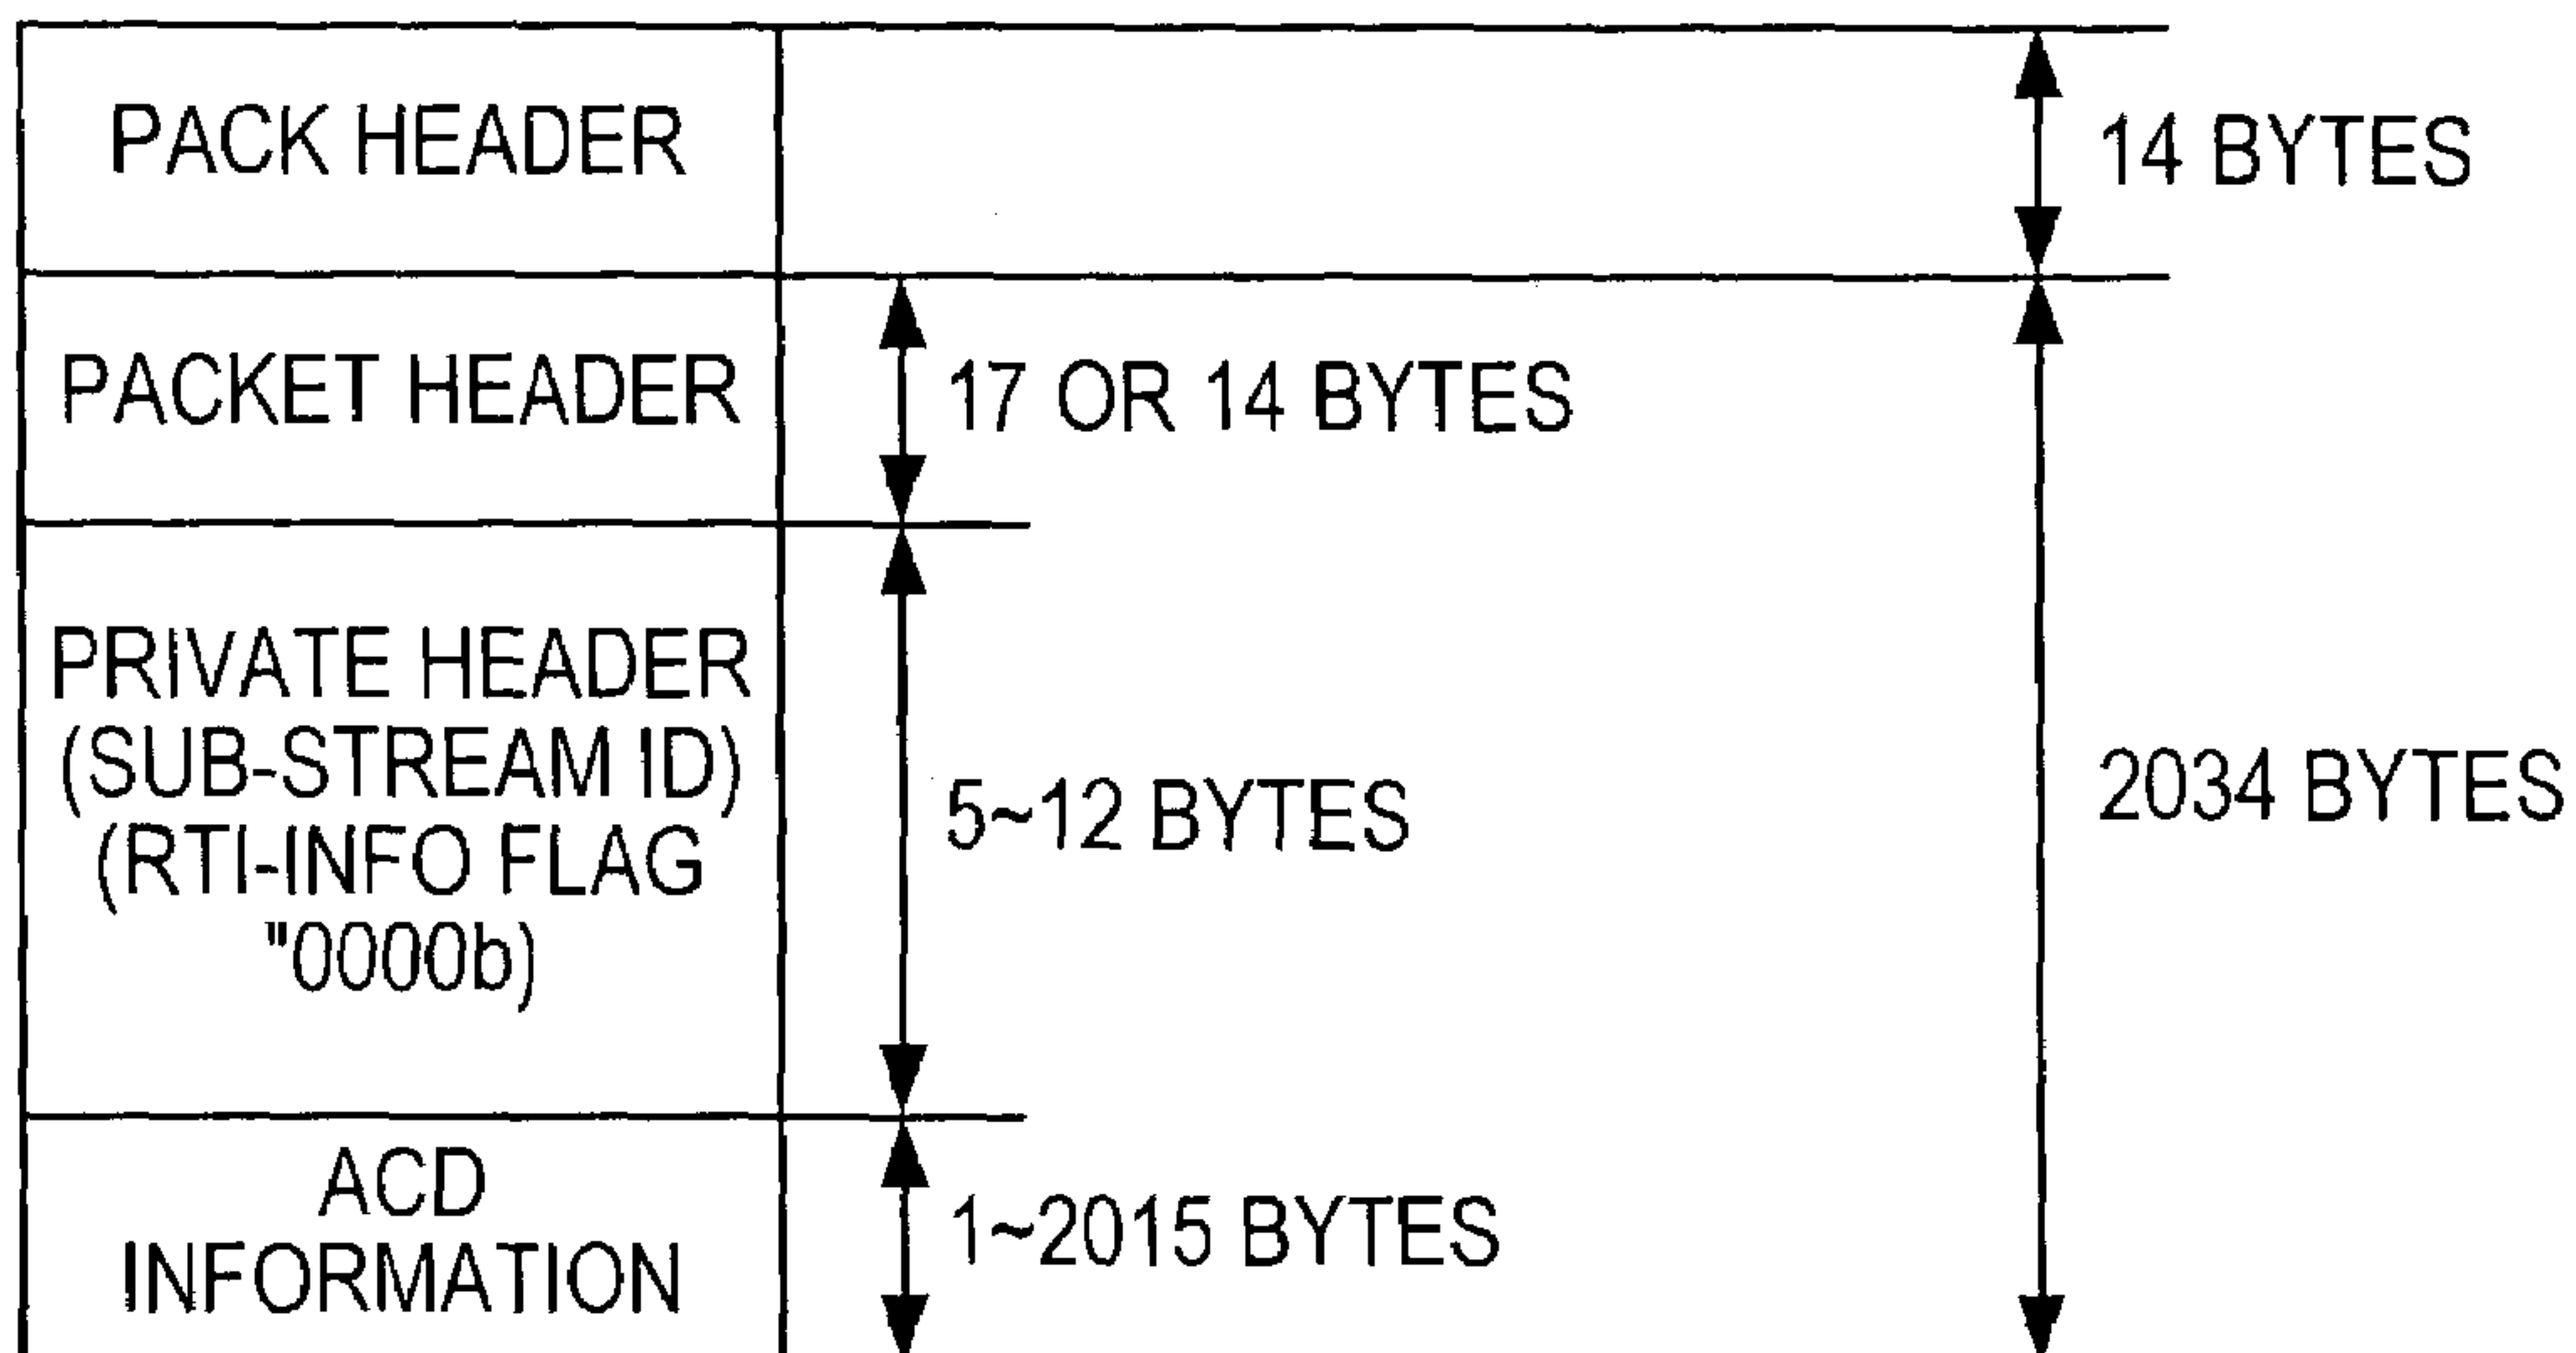 PACK HEADER
14 BYTES
PACKET HEADER
17 OR 14 BYTES
PRIVATE HEADER
(SUB-STREAM ID)
(RTI-INFO FLAG
"0000b)
5~12 BYTES
2034 BYTES
ACD
INFORMATION
1~2015 BYTES